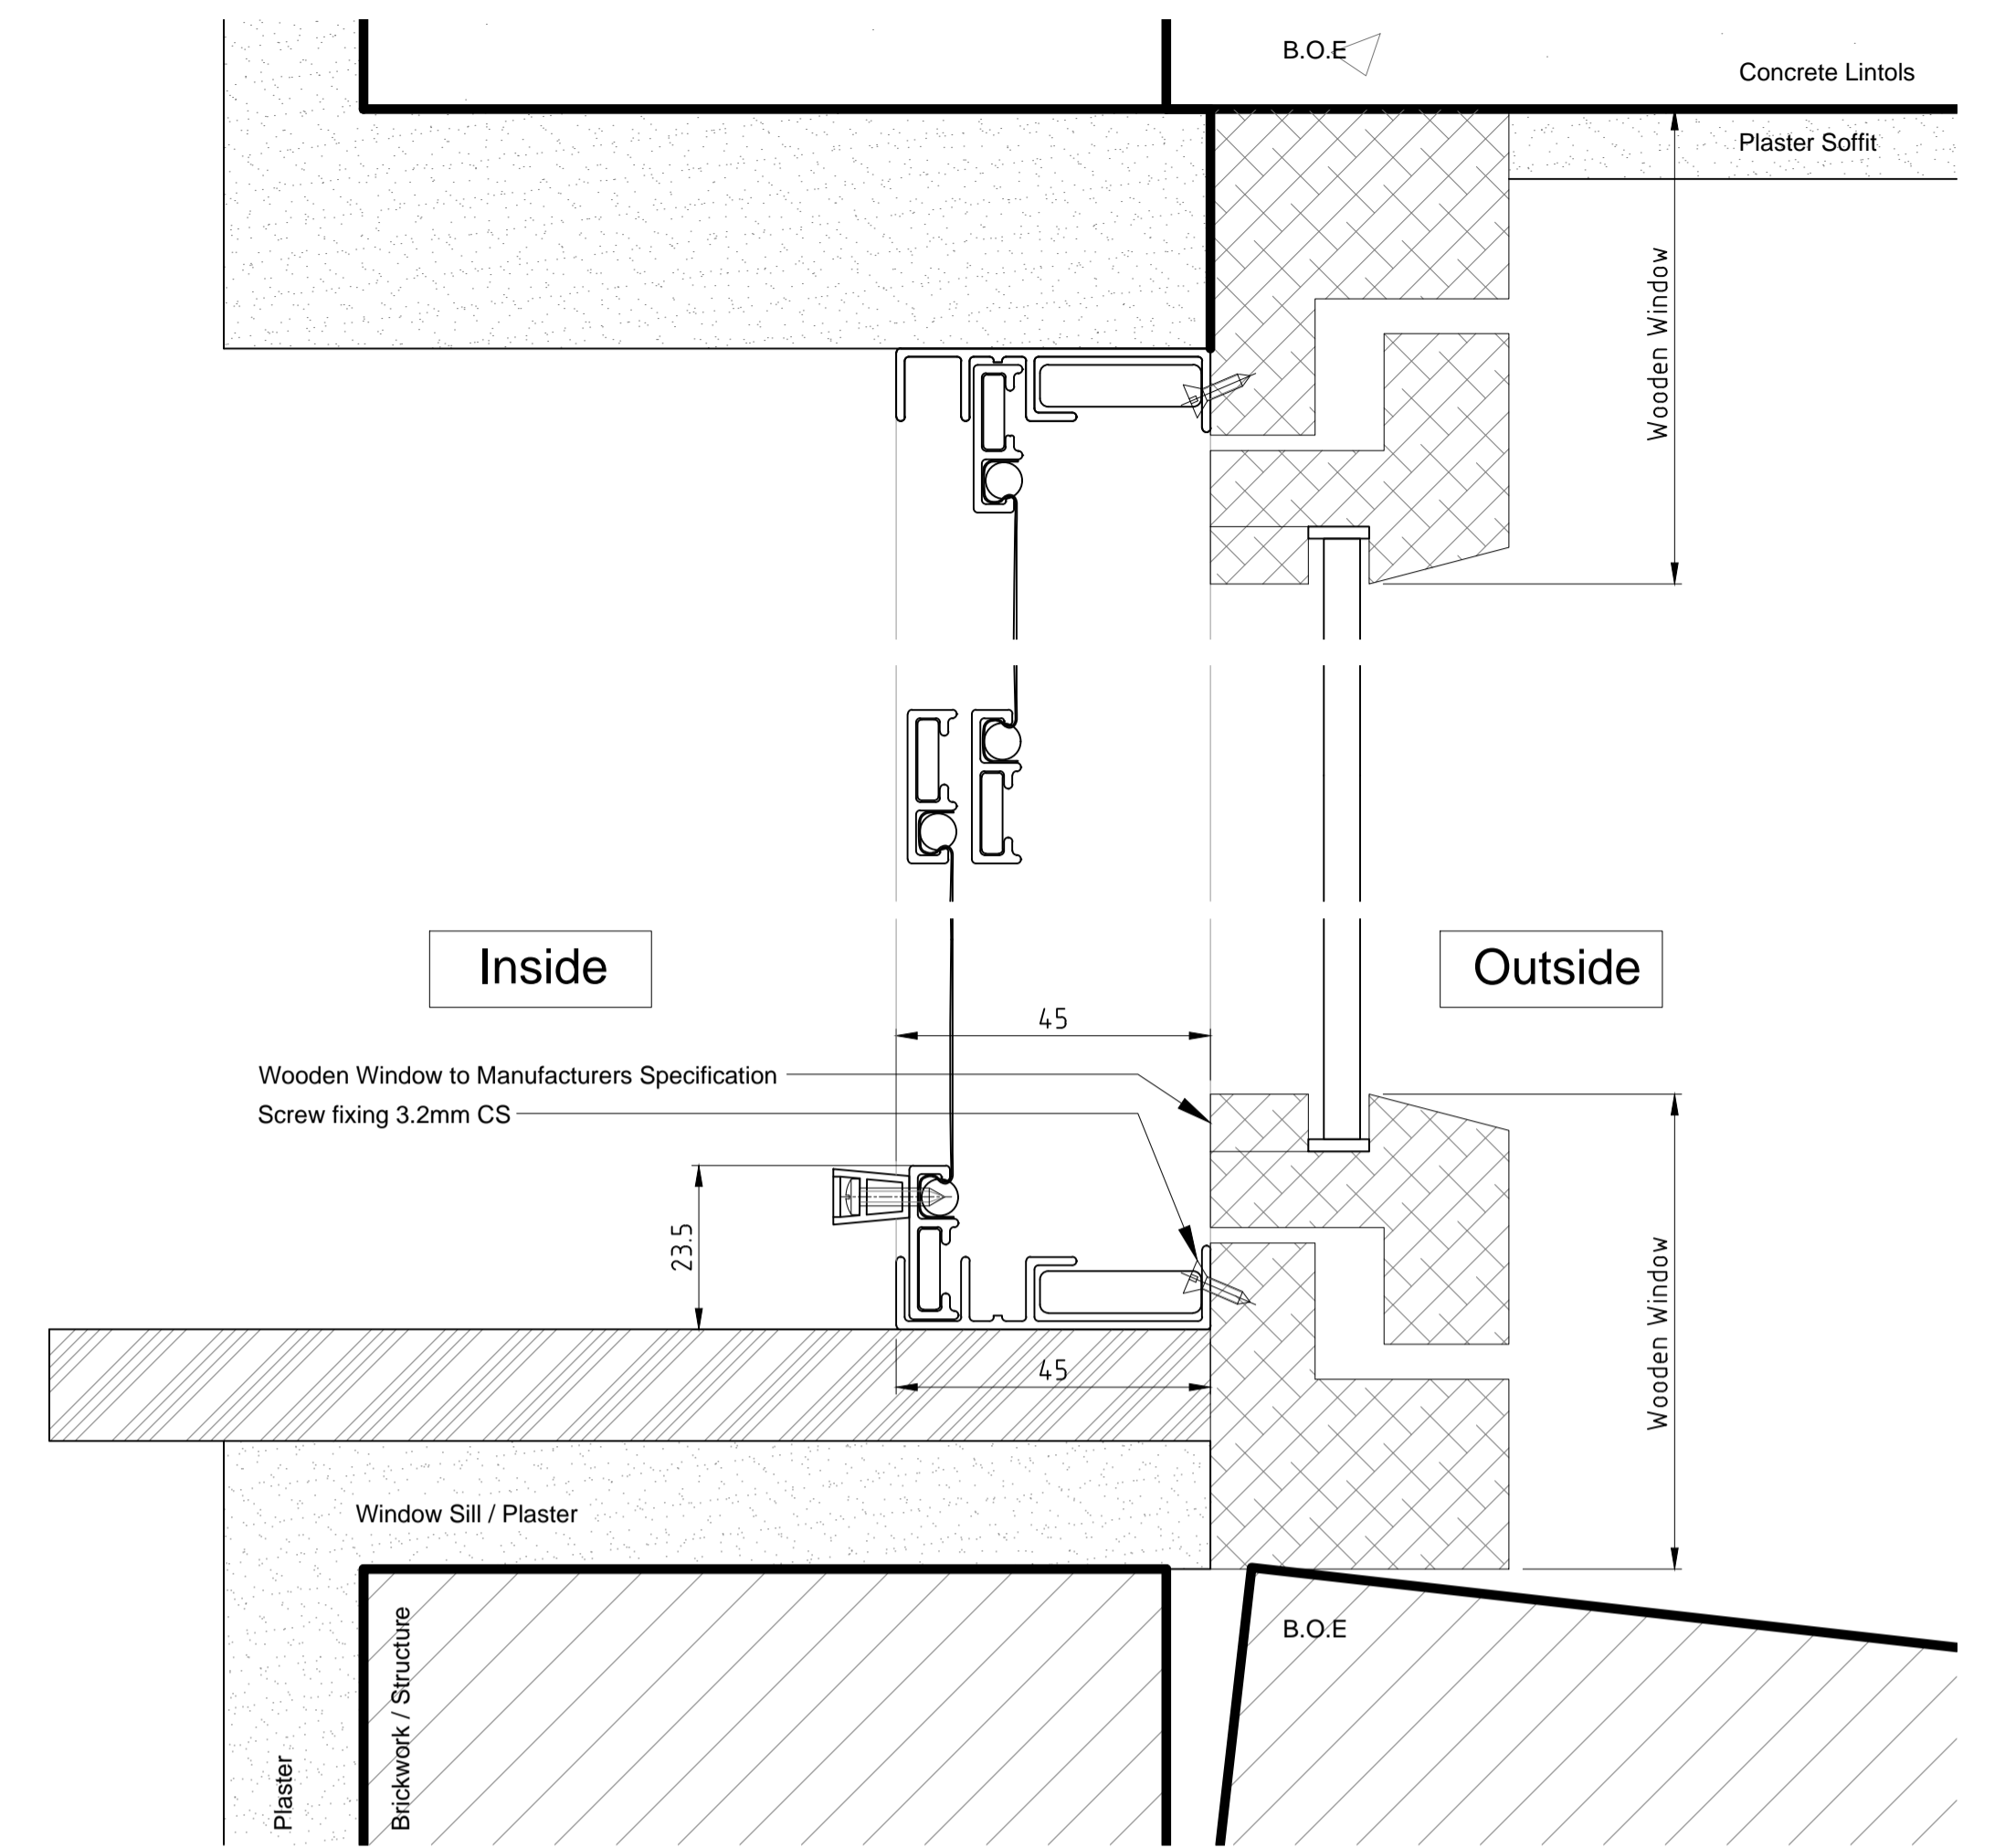 B.O.E
Concrete Lintols
Plaster Soffit
Wooden Window
Inside
Outside
45
Wooden Window to Manufacturers Specification
Screw fixing 3.2mm CS
23.5
Wooden Window
45
Window Sill / Plaster
B.O.E
Brickwork / Structure
Plaster